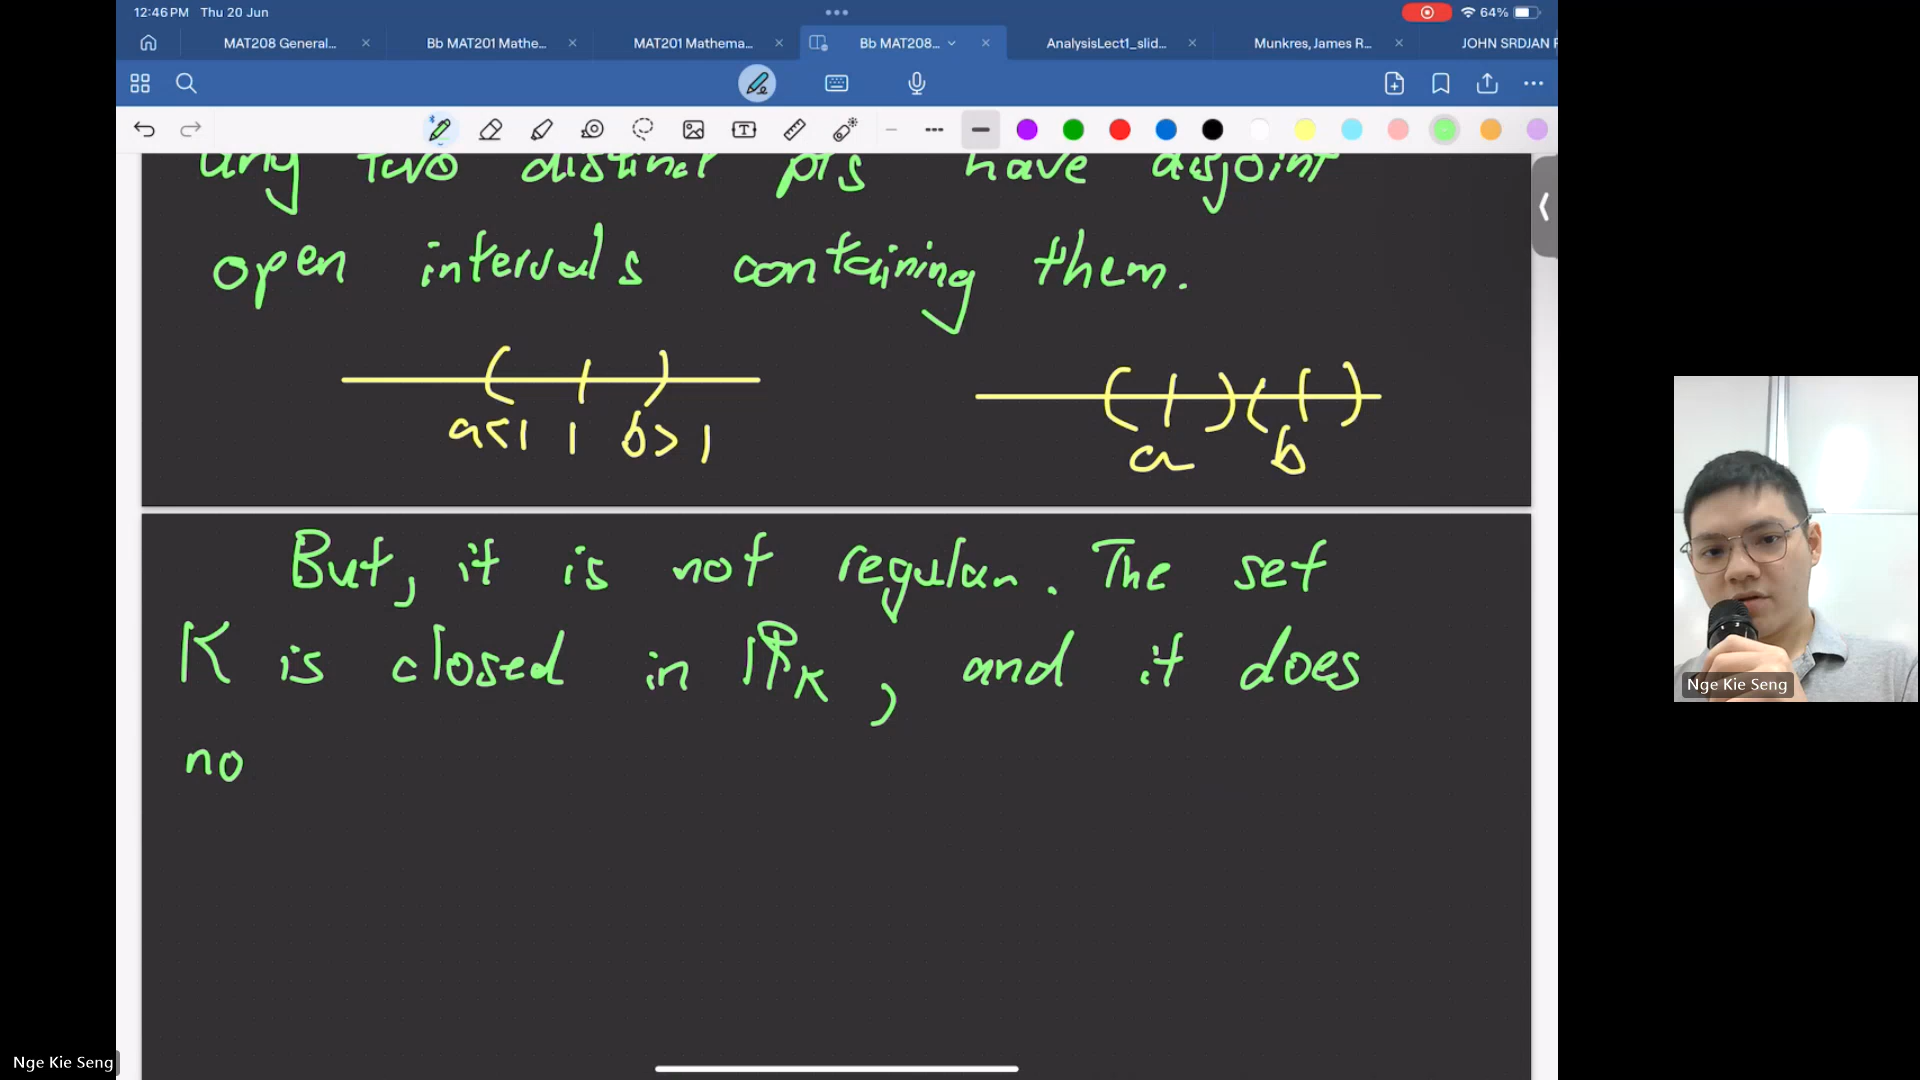 12:46 PM Thu 20 Jun
64%
MAT208 General...
Bb MAT201 Mathe...
MAT201 Mathema...
Bb MAT208...
AnalysisLect1_slid...
Munkres, James R...
JOHN SRDJAN P
any two distinct pts have disjoint
open intervals containing them.
a<1 1 b>1
a b
But, it is not regular. The set
K is closed in ℝ_K, and it does
no
Nge Kie Seng
Nge Kie Seng